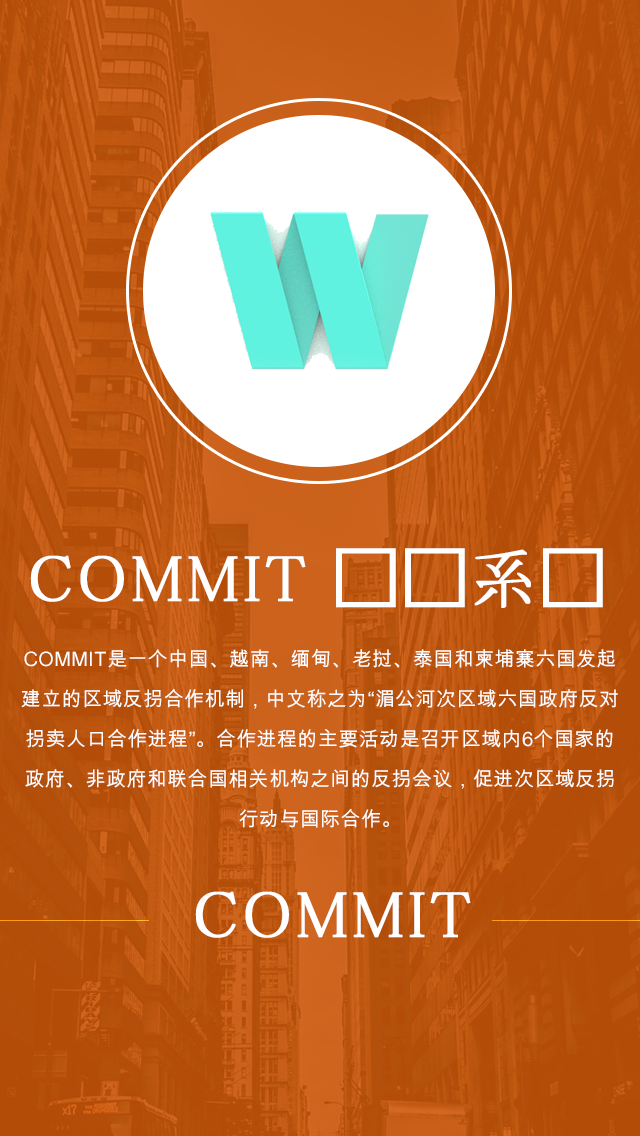 W
COMMIT □□系□
COMMIT是一个中国、越南、缅甸、老挝、泰国和柬埔寨六国发起
建立的区域反拐合作机制，中文称之为“湄公河次区域六国政府反对
拐卖人口合作进程”。合作进程的主要活动是召开区域内6个国家的
政府、非政府和联合国相关机构之间的反拐会议，促进次区域反拐
行动与国际合作。
COMMIT
x17